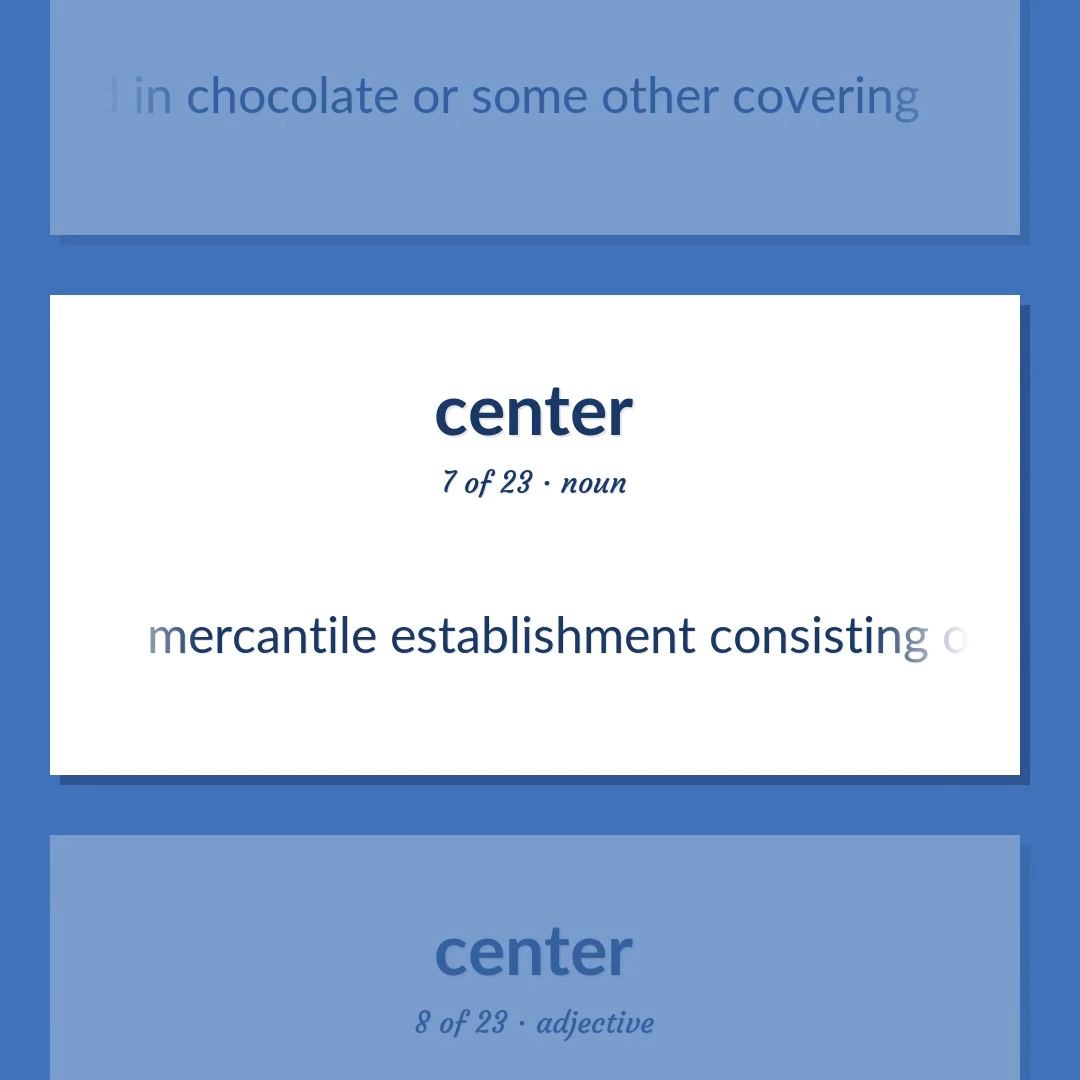 in chocolate or some other covering
center
7 of 23 · noun
mercantile establishment consisting
center
8 of 23 · adjective